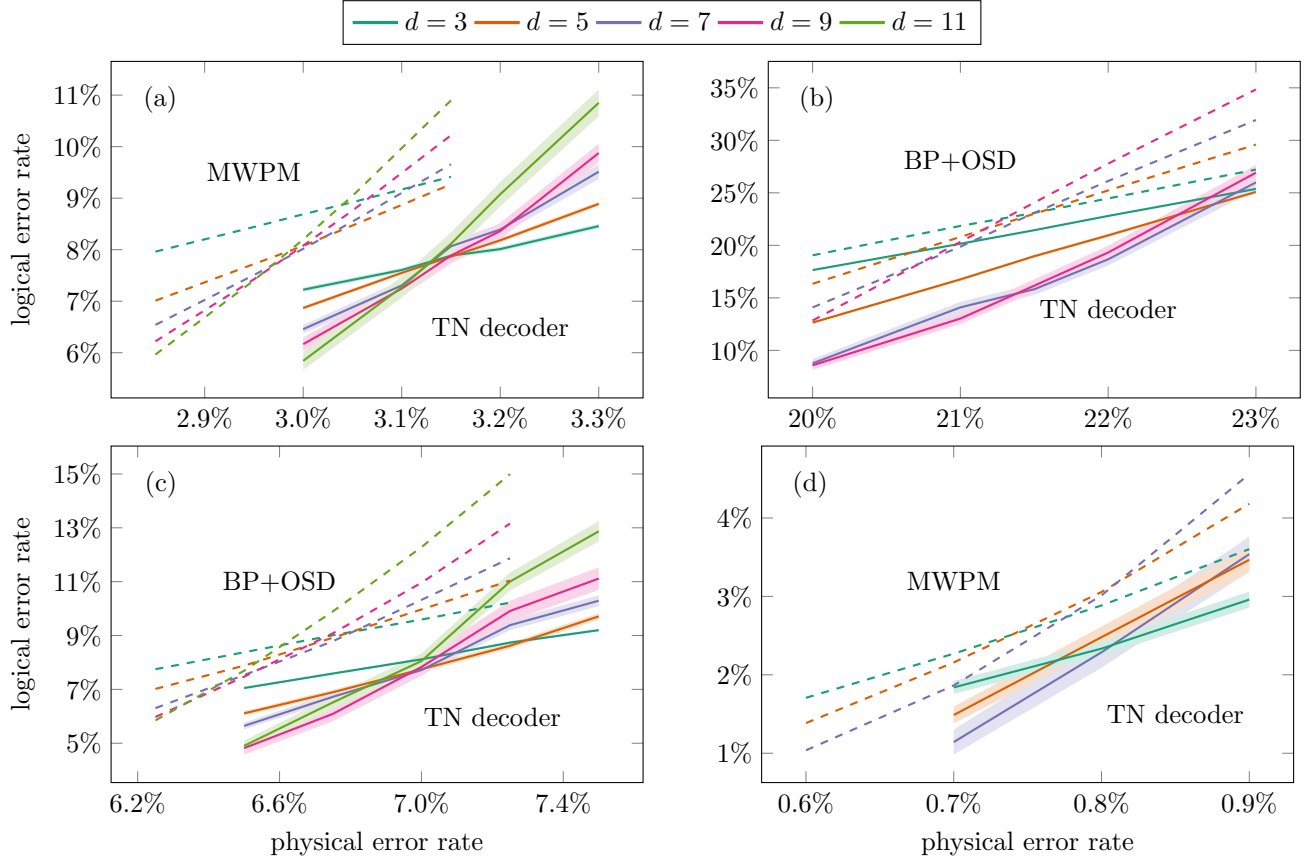 d = 3 d = 5 d = 7 d = 9 d = 11
(a)
MWPM
TN decoder
logical error rate
11%
10%
9%
8%
7%
6%
2.9% 3.0% 3.1% 3.2% 3.3%
(b)
BP+OSD
TN decoder
35%
30%
25%
20%
15%
10%
20% 21% 22% 23%
(c)
BP+OSD
TN decoder
logical error rate
15%
13%
11%
9%
7%
5%
6.2% 6.6% 7.0% 7.4%
physical error rate
(d)
MWPM
TN decoder
4%
3%
2%
1%
0.6% 0.7% 0.8% 0.9%
physical error rate